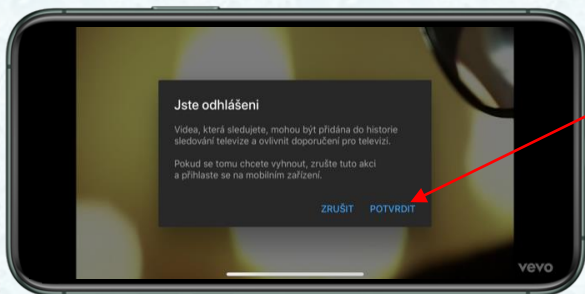 Jste odhlášeni
Videa, která sledujete, mohou být přidána do historie
sledování televize a ovlivnit doporučení pro televizi.
Pokud se tomu chcete vyhnout, zrušte tuto akci
a přihlaste se na mobilním zařízení.
ZRUŠIT POTVRDIT
vevo